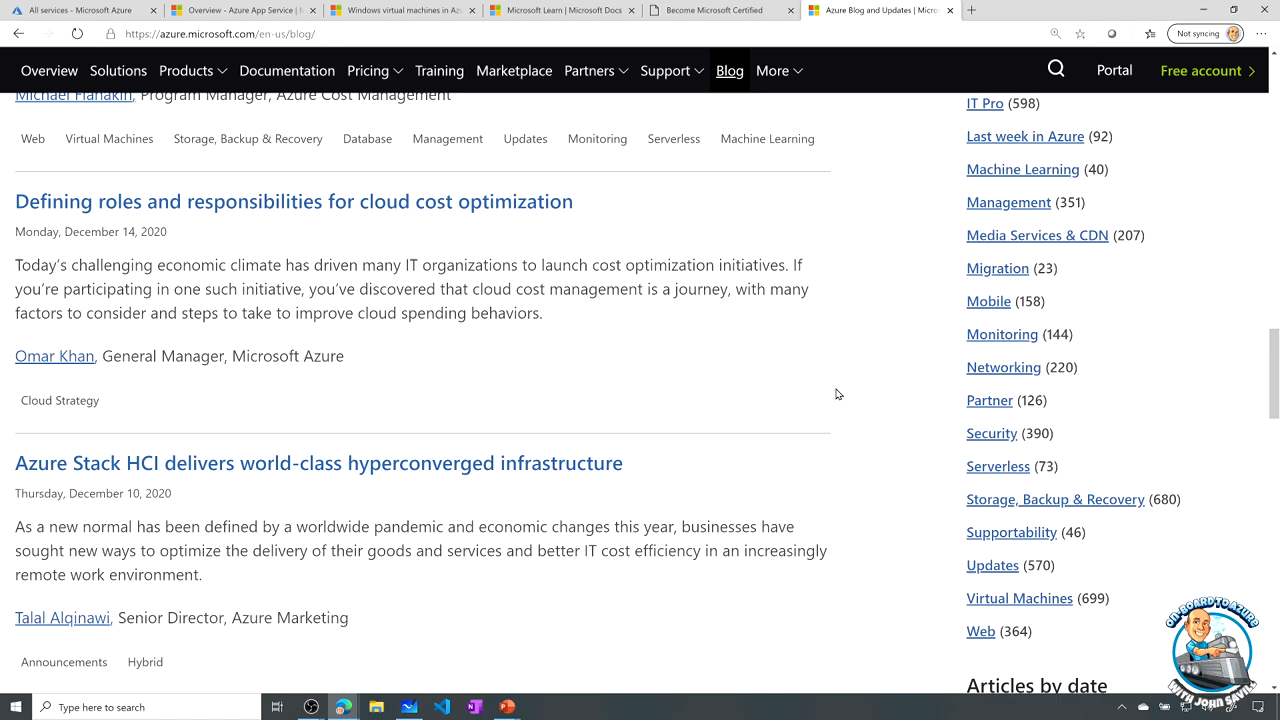 All services - Microsoft Azure
Overview - Azure App Service | M
Windows virtual machines in Azu
Microsoft Learn | Microsoft Docs
Become Microsoft Certified
Azure Blog and Updates | Micros
https://azure.microsoft.com/en-us/blog/
Not syncing
Overview Solutions Products Documentation Pricing Training Marketplace Partners Support Blog More Portal Free account
Michael Flanakin, Program Manager, Azure Cost Management
Web Virtual Machines Storage, Backup & Recovery Database Management Updates Monitoring Serverless Machine Learning
Defining roles and responsibilities for cloud cost optimization
Monday, December 14, 2020
Today's challenging economic climate has driven many IT organizations to launch cost optimization initiatives. If
you're participating in one such initiative, you've discovered that cloud cost management is a journey, with many
factors to consider and steps to take to improve cloud spending behaviors.
Omar Khan, General Manager, Microsoft Azure
Cloud Strategy
Azure Stack HCI delivers world-class hyperconverged infrastructure
Thursday, December 10, 2020
As a new normal has been defined by a worldwide pandemic and economic changes this year, businesses have
sought new ways to optimize the delivery of their goods and services and better IT cost efficiency in an increasingly
remote work environment.
Talal Alqinawi, Senior Director, Azure Marketing
Announcements Hybrid
IT Pro (598)
Last week in Azure (92)
Machine Learning (40)
Management (351)
Media Services & CDN (207)
Migration (23)
Mobile (158)
Monitoring (144)
Networking (220)
Partner (126)
Security (390)
Serverless (73)
Storage, Backup & Recovery (680)
Supportability (46)
Updates (570)
Virtual Machines (699)
Web (364)
Articles by date
ON-BOARD TO AZURE
WITH JOHN SAVILL
Type here to search